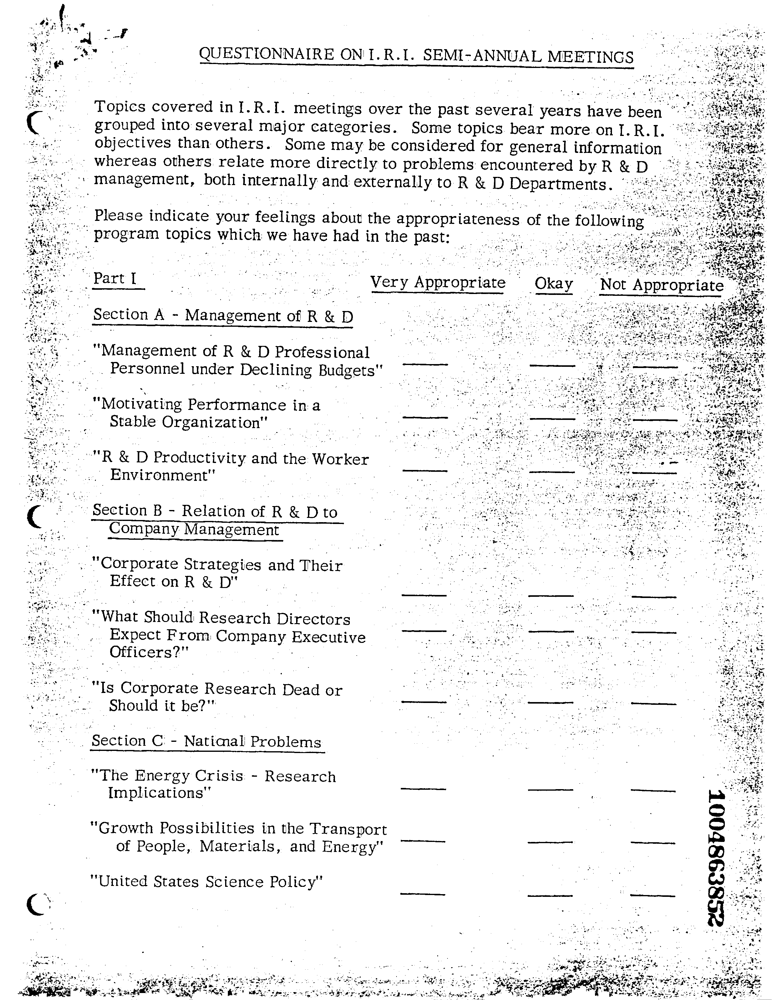 QUESTIONNAIRE ON I.R.I. SEMI-ANNUAL MEETINGS
Topics covered in I.R.I. meetings over the past several years have been
grouped into several major categories. Some topics bear more on I.R.I.
objectives than others. Some may be considered for general information
whereas others relate more directly to problems encountered by R & D
management, both internally and externally to R & D Departments.
Please indicate your feelings about the appropriateness of the following
program topics which we have had in the past:
Part I Very Appropriate Okay Not Appropriate
Section A - Management of R & D
"Management of R & D Professional
Personnel under Declining Budgets"
"Motivating Performance in a
Stable Organization"
"R & D Productivity and the Worker
Environment"
Section B - Relation of R & D to
Company Management
"Corporate Strategies and Their
Effect on R & D"
"What Should Research Directors
Expect From Company Executive
Officers?"
"Is Corporate Research Dead or
Should it be?"
Section C - National Problems
"The Energy Crisis - Research
Implications"
"Growth Possibilities in the Transport
of People, Materials, and Energy"
"United States Science Policy"
1004863852